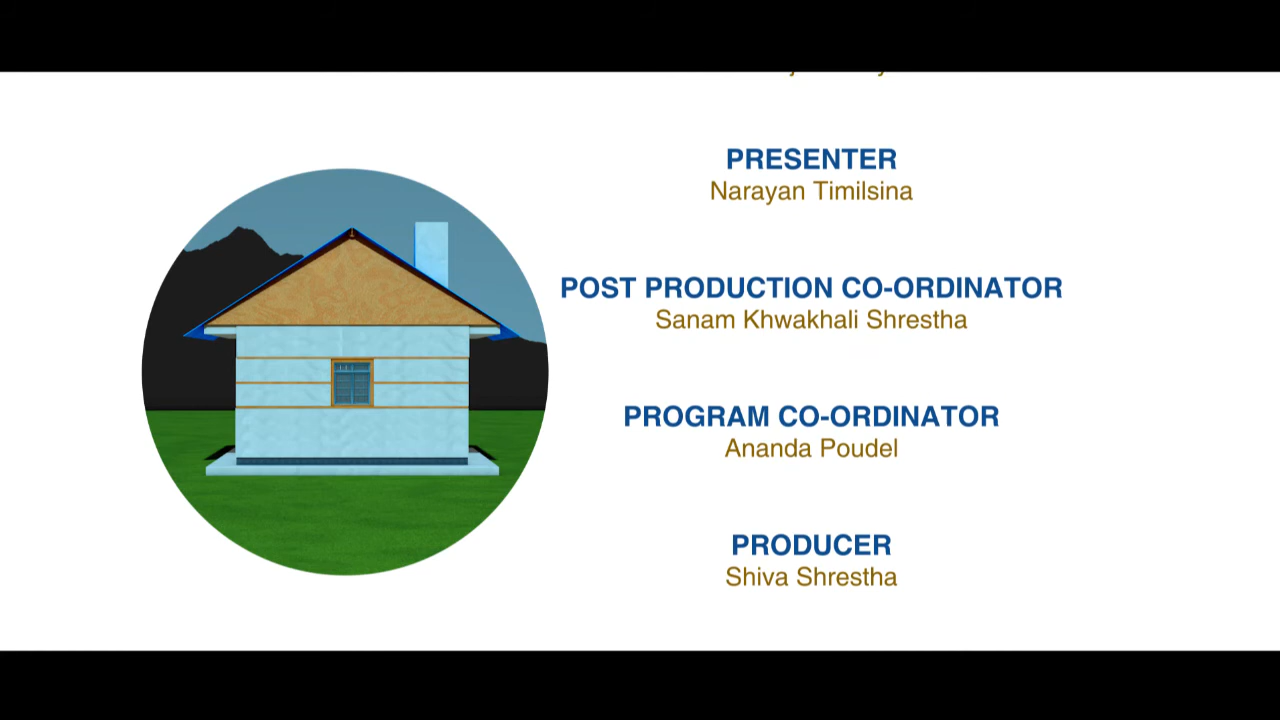 PRESENTER
Narayan Timilsina
POST PRODUCTION CO-ORDINATOR
Sanam Khwakhali Shrestha
PROGRAM CO-ORDINATOR
Ananda Poudel
PRODUCER
Shiva Shrestha